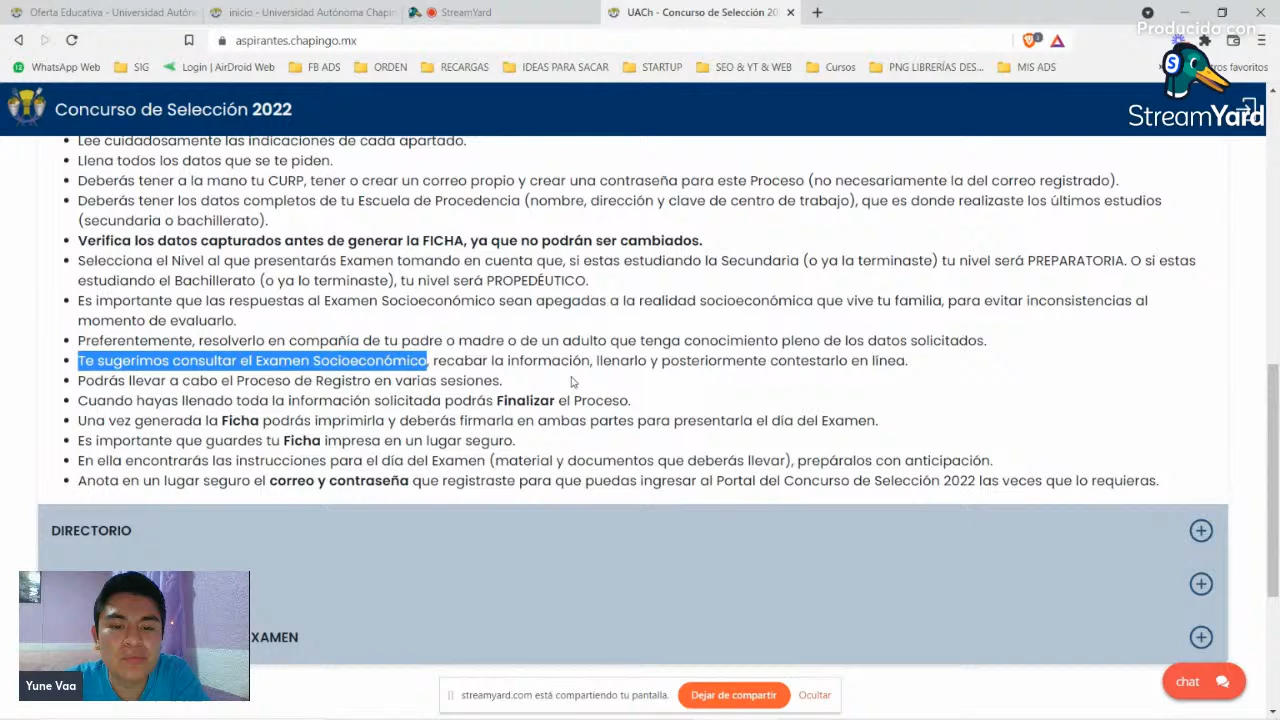 Oferta Educativa - Universidad Autón
inicio - Universidad Autónoma Chapin
StreamYard
UACh - Concurso de Selección 20
Producida con
aspirantes.chapingo.mx
WhatsApp Web
SIG
Login | AirDroid Web
FB ADS
ORDEN
RECARGAS
IDEAS PARA SACAR
STARTUP
SEO & YT & WEB
Cursos
PNG LIBRERÍAS DES...
MIS ADS
tros favoritos
Concurso de Selección 2022
StreamYard
Lee cuidadosamente las indicaciones de cada apartado.
Llena todos los datos que se te piden.
Deberás tener a la mano tu CURP, tener o crear un correo propio y crear una contraseña para este Proceso (no necesariamente la del correo registrado).
Deberás tener los datos completos de tu Escuela de Procedencia (nombre, dirección y clave de centro de trabajo), que es donde realizaste los últimos estudios
(secundaria o bachillerato).
Verifica los datos capturados antes de generar la FICHA, ya que no podrán ser cambiados.
Selecciona el Nivel al que presentarás Examen tomando en cuenta que, si estas estudiando la Secundaria (o ya la terminaste) tu nivel será PREPARATORIA. O si estas
estudiando el Bachillerato (o ya lo terminaste), tu nivel será PROPEDÉUTICO.
Es importante que las respuestas al Examen Socioeconómico sean apegadas a la realidad socioeconómica que vive tu familia, para evitar inconsistencias al
momento de evaluarlo.
Preferentemente, resolverlo en compañía de tu padre o madre o de un adulto que tenga conocimiento pleno de los datos solicitados.
Te sugerimos consultar el Examen Socioeconómico, recabar la información, llenarlo y posteriormente contestarlo en línea.
Podrás llevar a cabo el Proceso de Registro en varias sesiones.
Cuando hayas llenado toda la información solicitada podrás Finalizar el Proceso.
Una vez generada la Ficha podrás imprimirla y deberás firmarla en ambas partes para presentarla el día del Examen.
Es importante que guardes tu Ficha impresa en un lugar seguro.
En ella encontrarás las instrucciones para el día del Examen (material y documentos que deberás llevar), prepáralos con anticipación.
Anota en un lugar seguro el correo y contraseña que registraste para que puedas ingresar al Portal del Concurso de Selección 2022 las veces que lo requieras.
DIRECTORIO
XAMEN
Yune Vaa
streamyard.com está compartiendo tu pantalla.
Dejar de compartir
Ocultar
chat